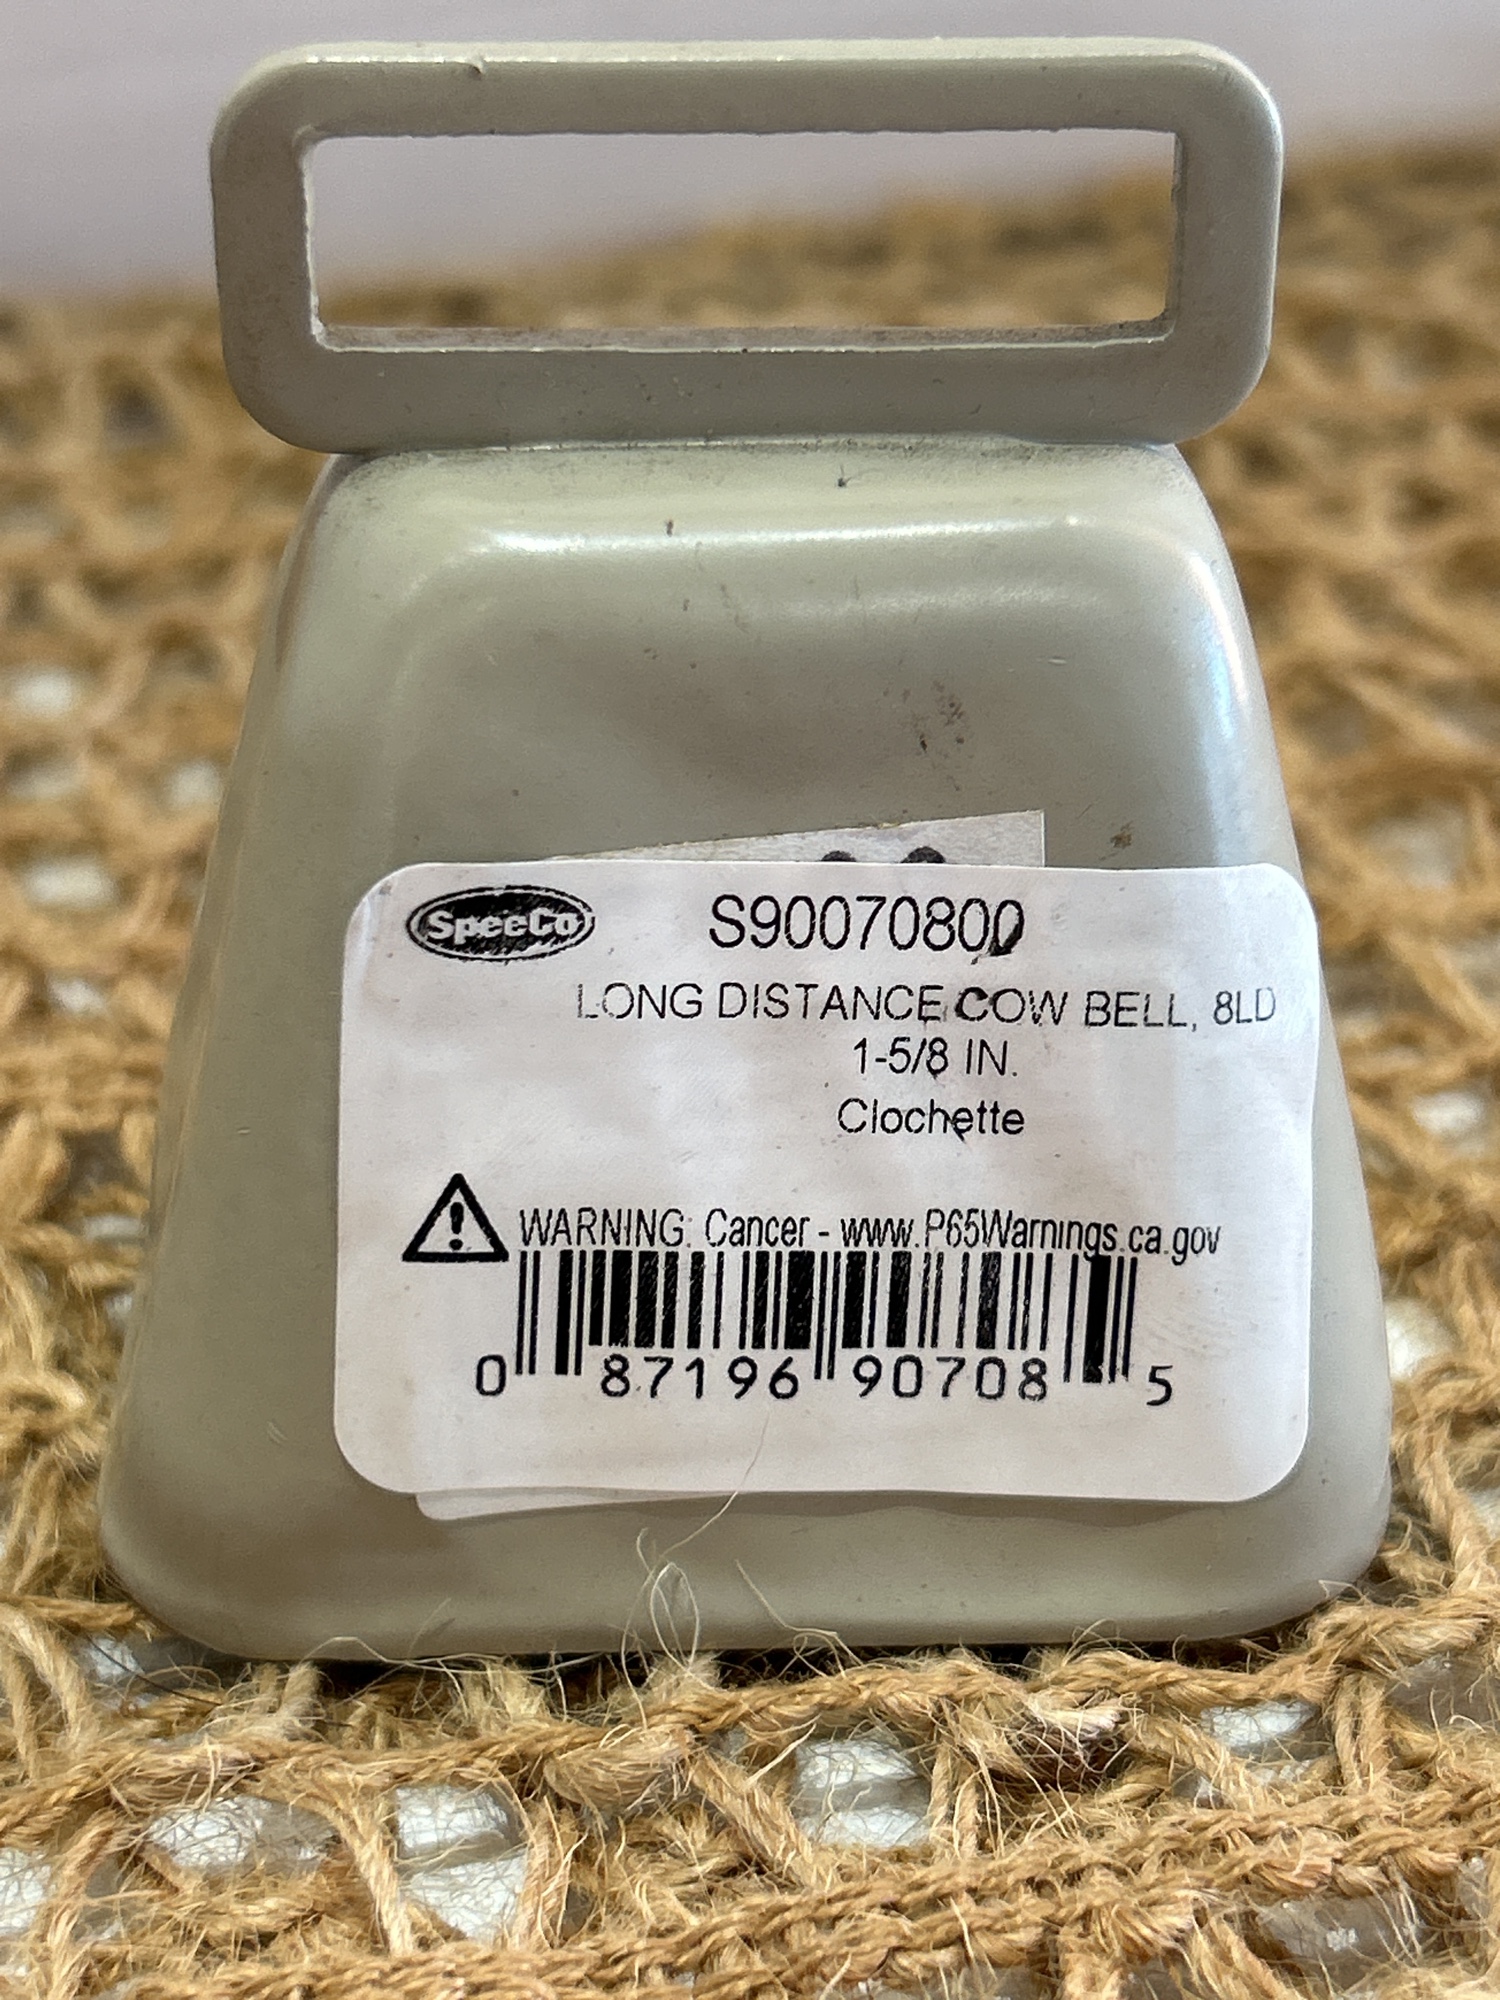 SpeeCo S90070800
LONG DISTANCE COW BELL, 8LD
1-5/8 IN.
Clochette
WARNING: Cancer - www.P65Warnings.ca.gov
0 87196 90708 5